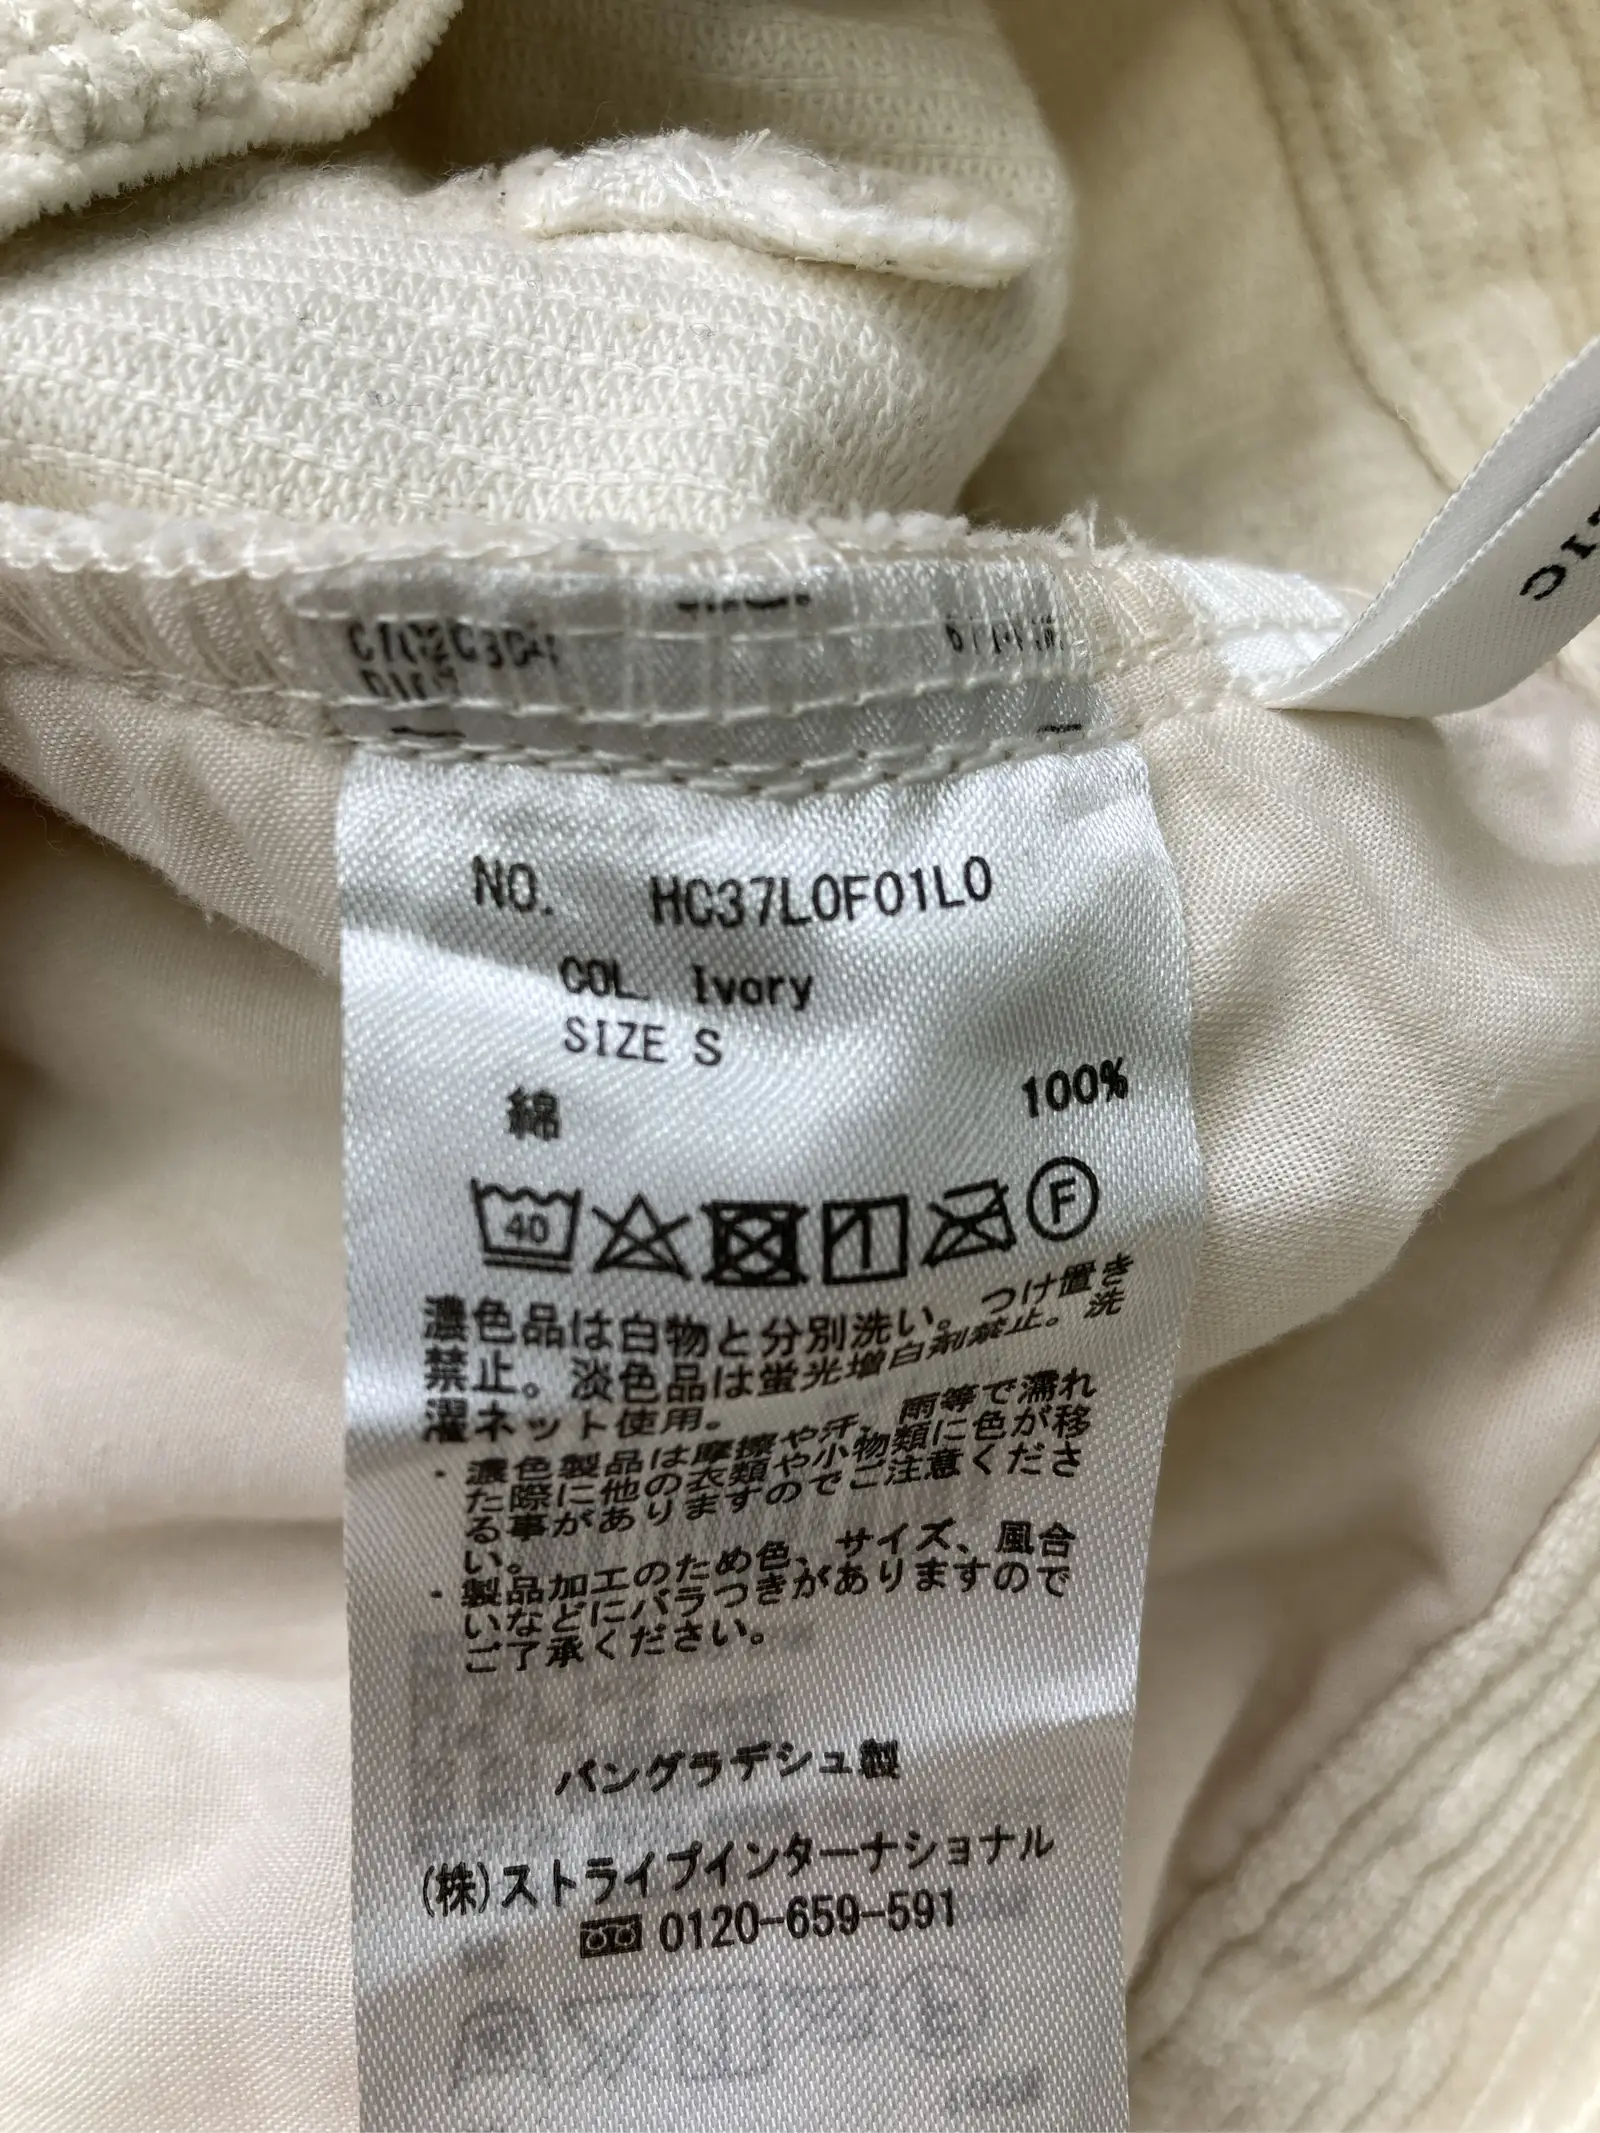 NO. HC37L0F01L0
COL Ivory
SIZE S
綿 100%
40
F
濃色品は白物と分別洗い。つけ置き
禁止。淡色品は蛍光増白剤禁止。洗
濯ネット使用。
・濃色製品は摩擦や汗、雨等で濡れ
た際に他の衣類や小物類に色が移
る事がありますのでご注意くださ
い。
・製品加工のため色、サイズ、風合
いなどにバラつきがありますので
ご了承ください。
バングラデシュ製
(株)ストライプインターナショナル
0120-659-591